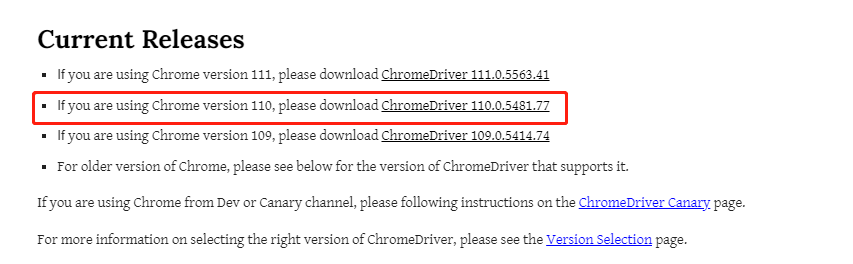 Current Releases
If you are using Chrome version 111, please download ChromeDriver 111.0.5563.41
If you are using Chrome version 110, please download ChromeDriver 110.0.5481.77
If you are using Chrome version 109, please download ChromeDriver 109.0.5414.74
For older version of Chrome, please see below for the version of ChromeDriver that supports it.
If you are using Chrome from Dev or Canary channel, please following instructions on the ChromeDriver Canary page.
For more information on selecting the right version of ChromeDriver, please see the Version Selection page.